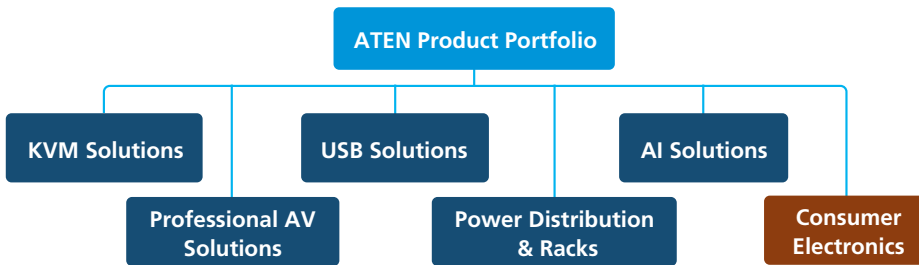 ATEN Product Portfolio
KVM Solutions
USB Solutions
AI Solutions
Professional AV
Solutions
Power Distribution
& Racks
Consumer
Electronics